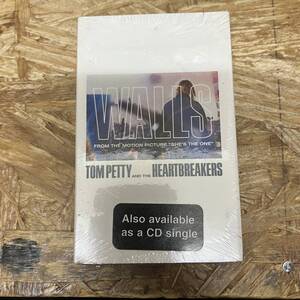 WALLS
FROM THE MOTION PICTURE "SHE'S THE ONE"
TOM PETTY AND THE HEARTBREAKERS
Also available
as a CD single